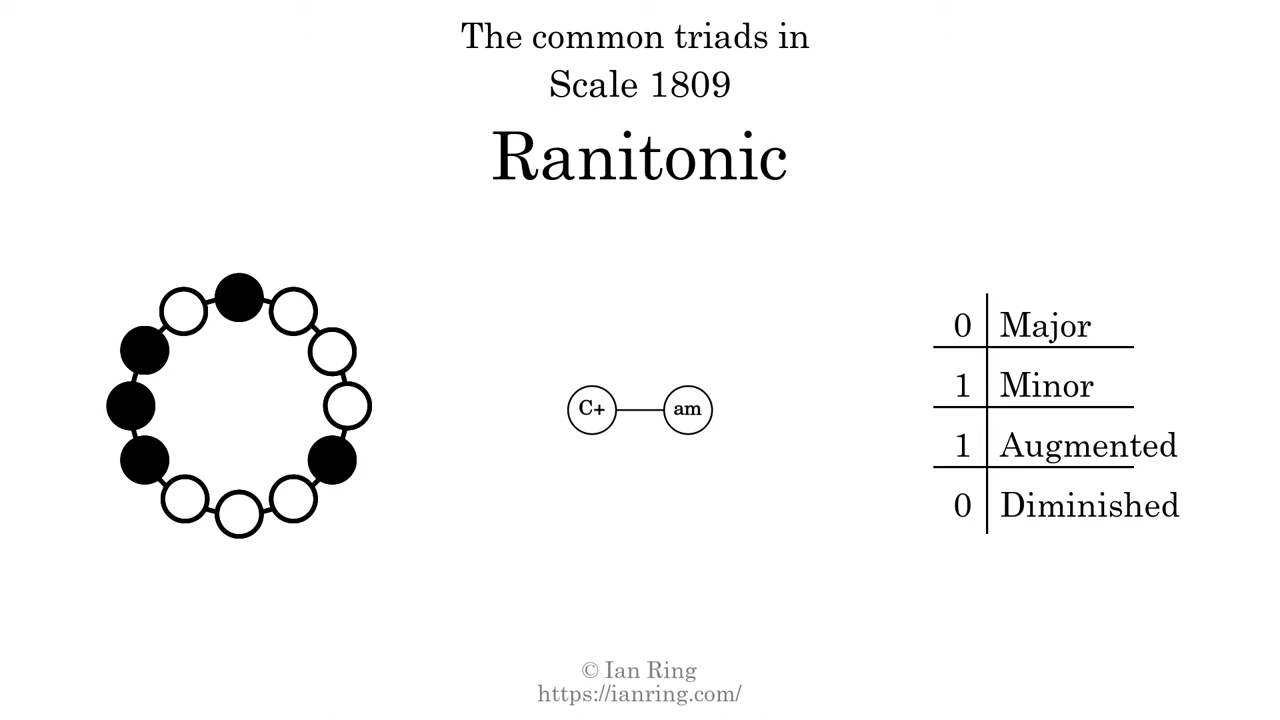 The common triads in
Scale 1809
Ranitonic
C+
am
0 Major
1 Minor
1 Augmented
0 Diminished
© Ian Ring
https://ianring.com/